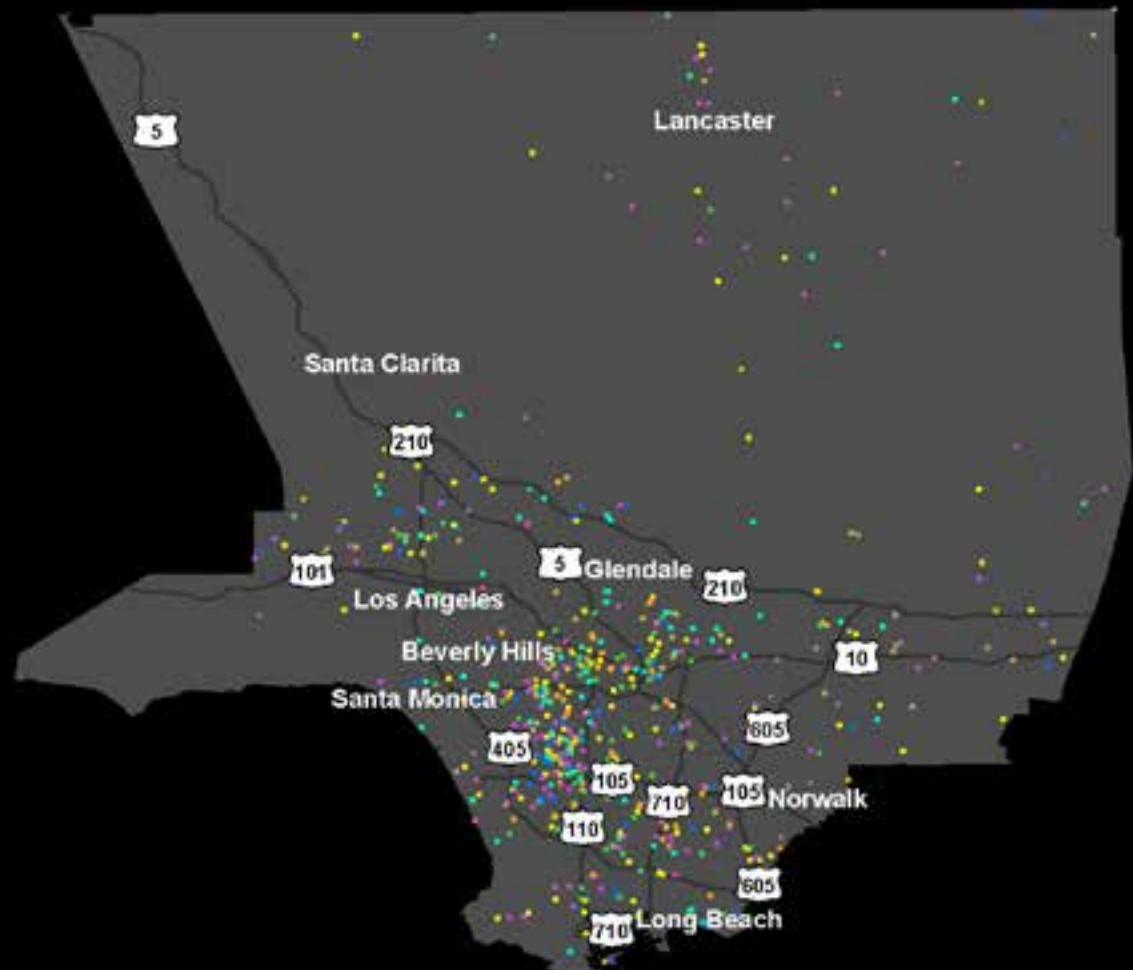 Lancaster
5
Santa Clarita
210
101
5
Glendale
210
Los Angeles
Beverly Hills
10
Santa Monica
605
405
105
710
105
Norwalk
110
605
710
Long Beach